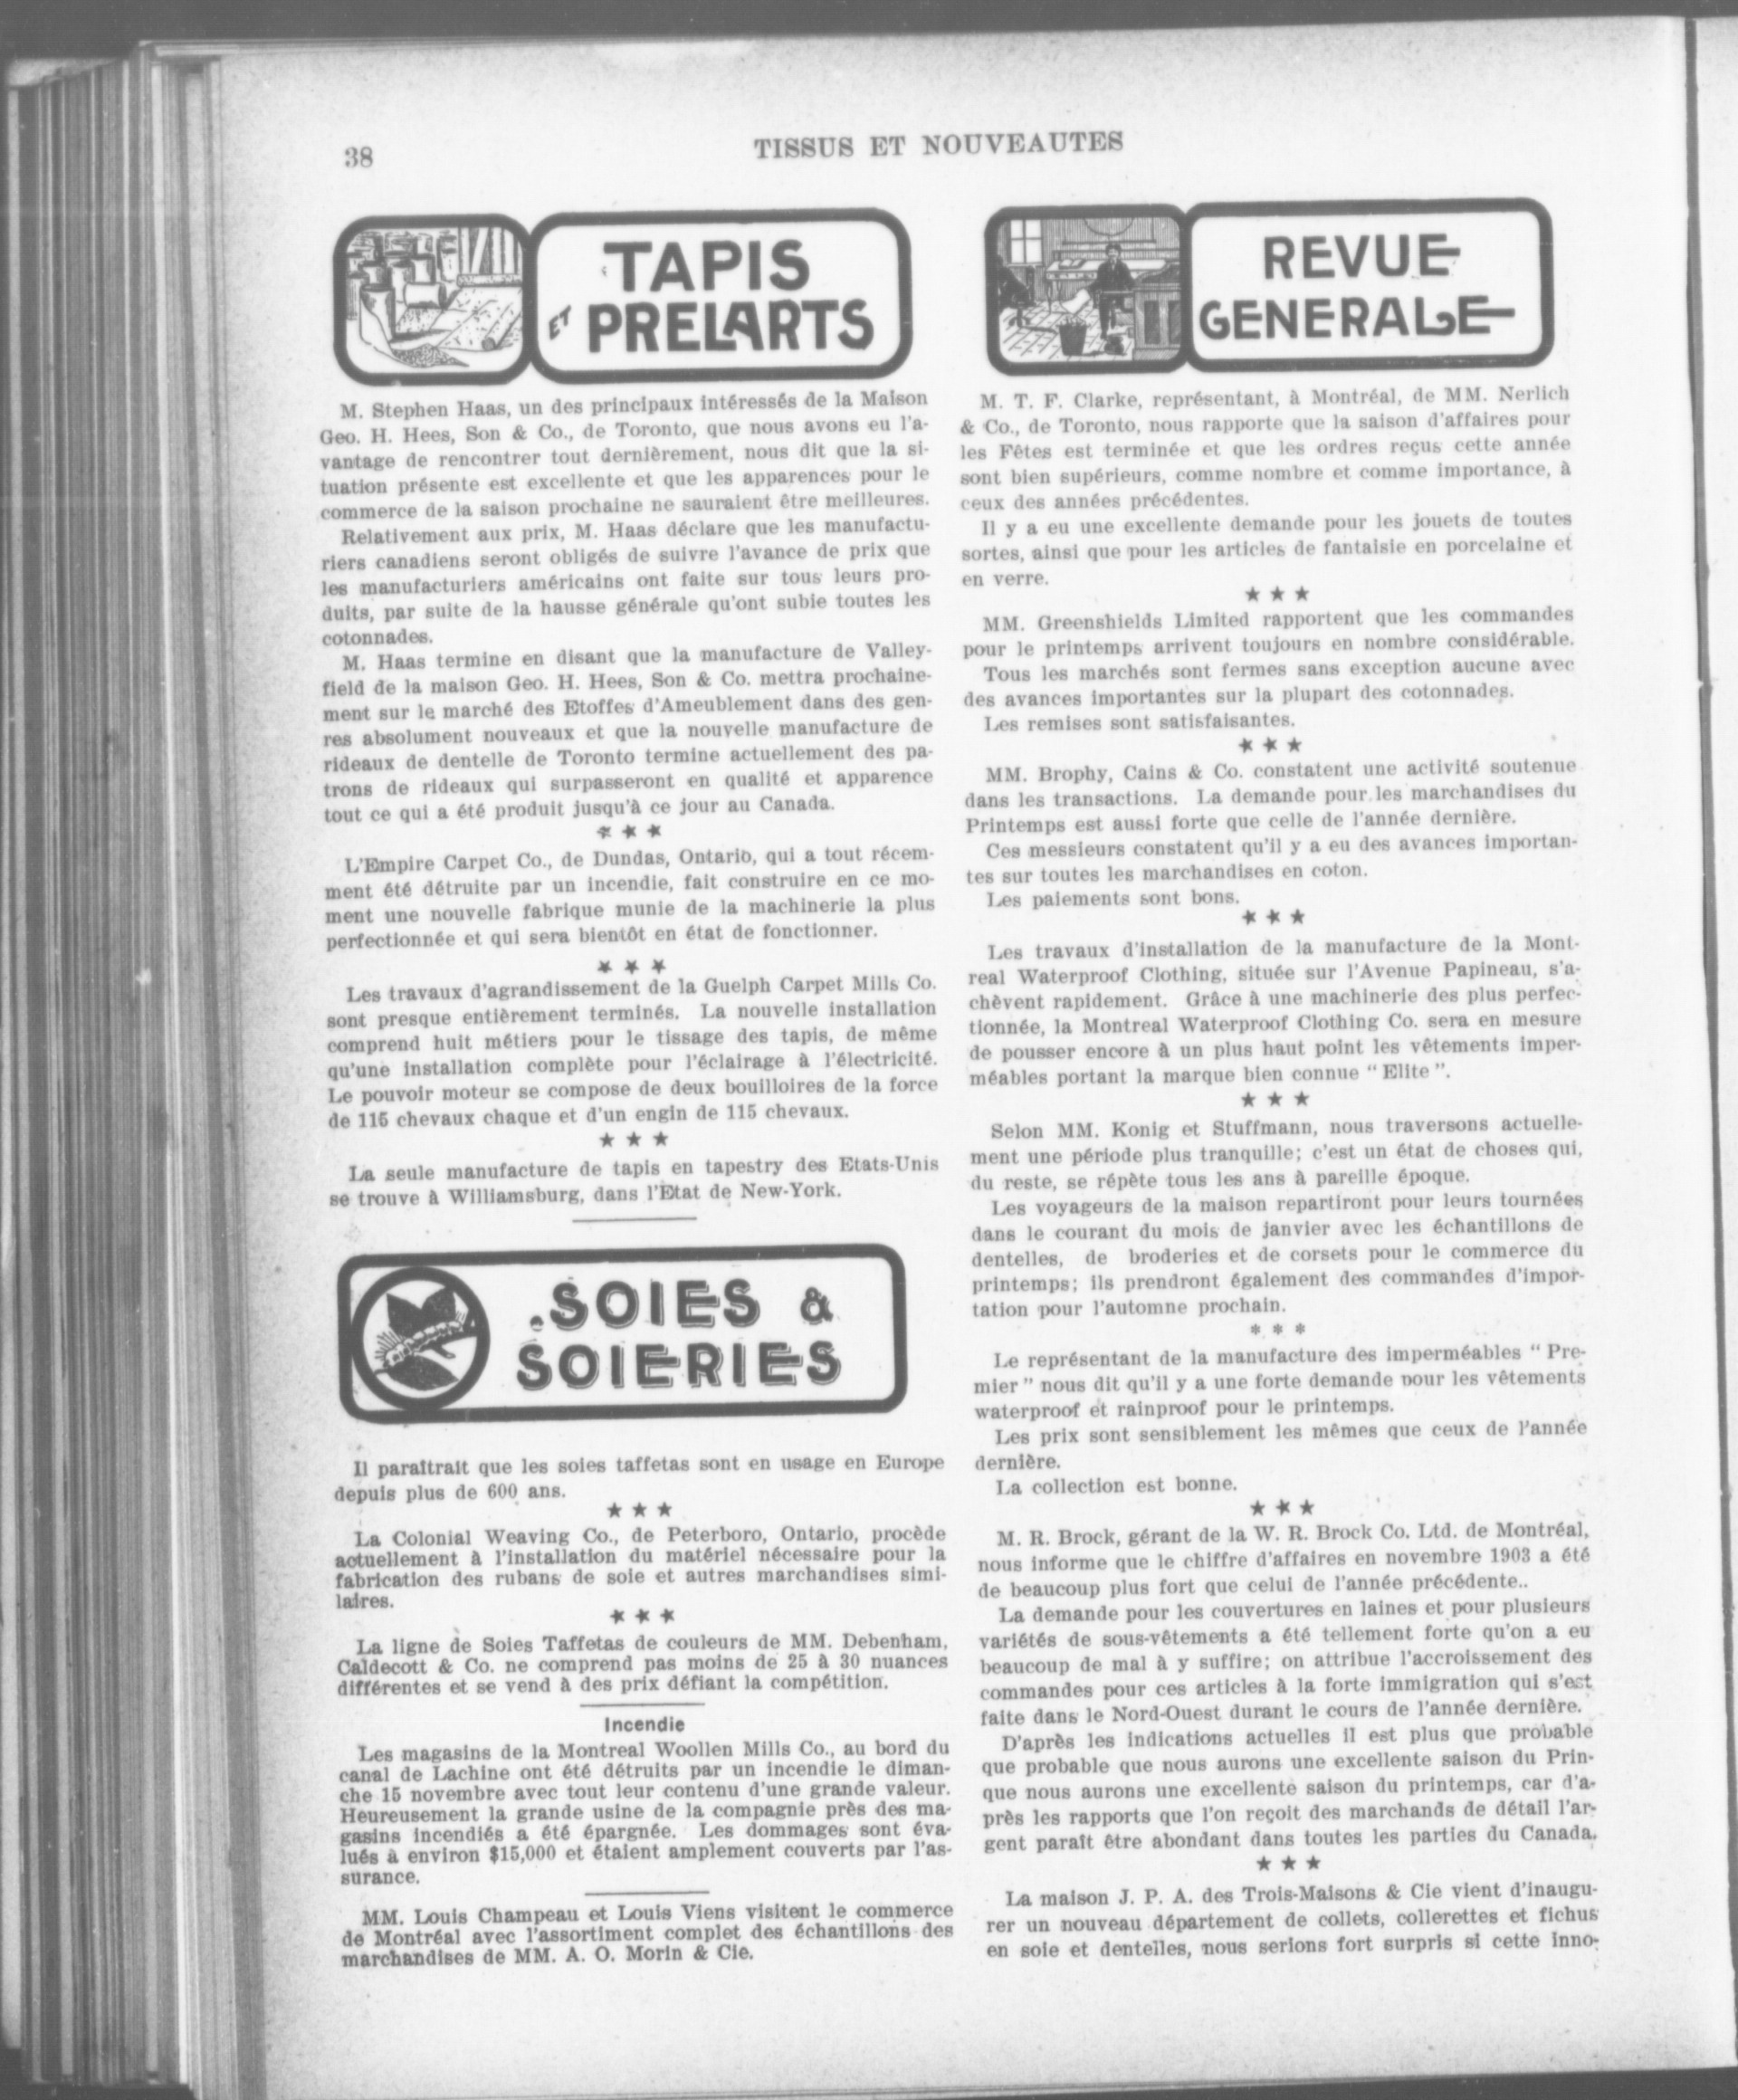 38
TISSUS ET NOUVEAUTES
TAPIS
ET PRELARTS
M. Stephen Haas, un des principaux intéressés de la Maison
Geo. H. Hees, Son & Co., de Toronto, que nous avons eu l'a-
vantage de rencontrer tout dernièrement, nous dit que la si-
tuation présente est excellente et que les apparences pour le
commerce de la saison prochaine ne sauraient être meilleures.
Relativement aux prix, M. Haas déclare que les manufactu-
riers canadiens seront obligés de suivre l'avance de prix que
les manufacturiers américains ont faite sur tous leurs pro-
duits, par suite de la hausse générale qu'ont subie toutes les
cotonnades.
M. Haas termine en disant que la manufacture de Valley-
field de la maison Geo. H. Hees, Son & Co. mettra prochaine-
ment sur le marché des Etoffes d'Ameublement dans des gen-
res absolument nouveaux et que la nouvelle manufacture de
rideaux de dentelle de Toronto termine actuellement des pa-
trons de rideaux qui surpasseront en qualité et apparence
tout ce qui a été produit jusqu'à ce jour au Canada.
★ ★ ★
L'Empire Carpet Co., de Dundas, Ontario, qui a tout récem-
ment été détruite par un incendie, fait construire en ce mo-
ment une nouvelle fabrique munie de la machinerie la plus
perfectionnée et qui sera bientôt en état de fonctionner.
★ ★ ★
Les travaux d'agrandissement de la Guelph Carpet Mills Co.
sont presque entièrement terminés. La nouvelle installation
comprend huit métiers pour le tissage des tapis, de même
qu'une installation complète pour l'éclairage à l'électricité.
Le pouvoir moteur se compose de deux bouilloires de la force
de 115 chevaux chaque et d'un engin de 115 chevaux.
★ ★ ★
La seule manufacture de tapis en tapestry des Etats-Unis
se trouve à Williamsburg, dans l'Etat de New-York.
SOIES &
SOIERIES
Il paraîtrait que les soies taffetas sont en usage en Europe
depuis plus de 600 ans.
★ ★ ★
La Colonial Weaving Co., de Peterboro, Ontario, procède
actuellement à l'installation du matériel nécessaire pour la
fabrication des rubans de soie et autres marchandises simi-
laires.
★ ★ ★
La ligne de Soies Taffetas de couleurs de MM. Debenham,
Caldecott & Co. ne comprend pas moins de 25 à 30 nuances
différentes et se vend à des prix défiant la compétition.
Incendie
Les magasins de la Montreal Woollen Mills Co., au bord du
canal de Lachine ont été détruits par un incendie le diman-
che 15 novembre avec tout leur contenu d'une grande valeur.
Heureusement la grande usine de la compagnie près des ma-
gasins incendiés a été épargnée. Les dommages sont éva-
lués à environ $15,000 et étaient amplement couverts par l'as-
surance.
MM. Louis Champeau et Louis Viens visitent le commerce
de Montréal avec l'assortiment complet des échantillons des
marchandises de MM. A. O. Morin & Cie.
REVUE
GENERALE
M. T. F. Clarke, représentant, à Montréal, de MM. Nerlich
& Co., de Toronto, nous rapporte que la saison d'affaires pour
les Fêtes est terminée et que les ordres reçus cette année
sont bien supérieurs, comme nombre et comme importance, à
ceux des années précédentes.
Il y a eu une excellente demande pour les jouets de toutes
sortes, ainsi que pour les articles de fantaisie en porcelaine et
en verre.
★ ★ ★
MM. Greenshields Limited rapportent que les commandes
pour le printemps arrivent toujours en nombre considérable.
Tous les marchés sont fermes sans exception aucune avec
des avances importantes sur la plupart des cotonnades.
Les remises sont satisfaisantes.
★ ★ ★
MM. Brophy, Cains & Co. constatent une activité soutenue
dans les transactions. La demande pour les marchandises du
Printemps est aussi forte que celle de l'année dernière.
Ces messieurs constatent qu'il y a eu des avances importan-
tes sur toutes les marchandises en coton.
Les paiements sont bons.
★ ★ ★
Les travaux d'installation de la manufacture de la Mont-
real Waterproof Clothing, située sur l'Avenue Papineau, s'a-
chèvent rapidement. Grâce à une machinerie des plus perfec-
tionnée, la Montreal Waterproof Clothing Co. sera en mesure
de pousser encore à un plus haut point les vêtements imper-
méables portant la marque bien connue " Elite ".
★ ★ ★
Selon MM. Konig et Stuffmann, nous traversons actuelle-
ment une période plus tranquille; c'est un état de choses qui,
du reste, se répète tous les ans à pareille époque.
Les voyageurs de la maison repartiront pour leurs tournées
dans le courant du mois de janvier avec les échantillons de
dentelles, de broderies et de corsets pour le commerce du
printemps; ils prendront également des commandes d'impor-
tation pour l'automne prochain.
* * *
Le représentant de la manufacture des imperméables " Pre-
mier " nous dit qu'il y a une forte demande pour les vêtements
waterproof et rainproof pour le printemps.
Les prix sont sensiblement les mêmes que ceux de l'année
dernière.
La collection est bonne.
★ ★ ★
M. R. Brock, gérant de la W. R. Brock Co. Ltd. de Montréal,
nous informe que le chiffre d'affaires en novembre 1903 a été
de beaucoup plus fort que celui de l'année précédente..
La demande pour les couvertures en laines et pour plusieurs
variétés de sous-vêtements a été tellement forte qu'on a eu
beaucoup de mal à y suffire; on attribue l'accroissement des
commandes pour ces articles à la forte immigration qui s'est
faite dans le Nord-Ouest durant le cours de l'année dernière.
D'après les indications actuelles il est plus que probable
que probable que nous aurons une excellente saison du Prin-
que nous aurons une excellente saison du printemps, car d'a-
près les rapports que l'on reçoit des marchands de détail l'ar-
gent paraît être abondant dans toutes les parties du Canada.
★ ★ ★
La maison J. P. A. des Trois-Maisons & Cie vient d'inaugu-
rer un nouveau département de collets, collerettes et fichus
en soie et dentelles, nous serions fort surpris si cette inno-